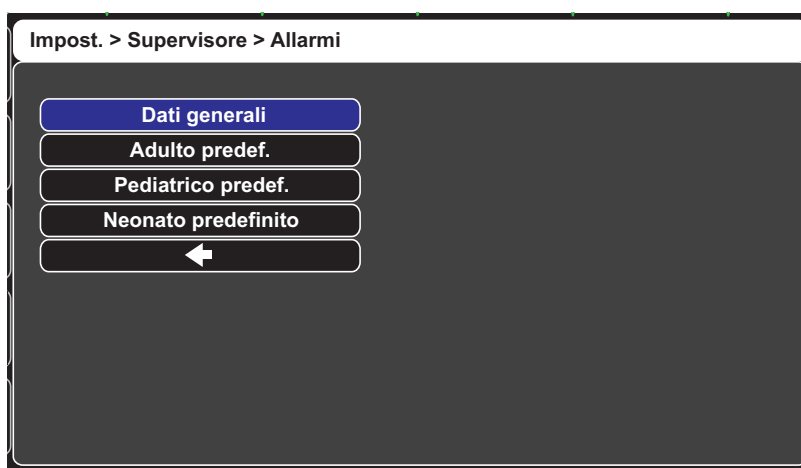 Impost. > Supervisore > Allarmi
Dati generali
Adulto predef.
Pediatrico predef.
Neonato predefinito